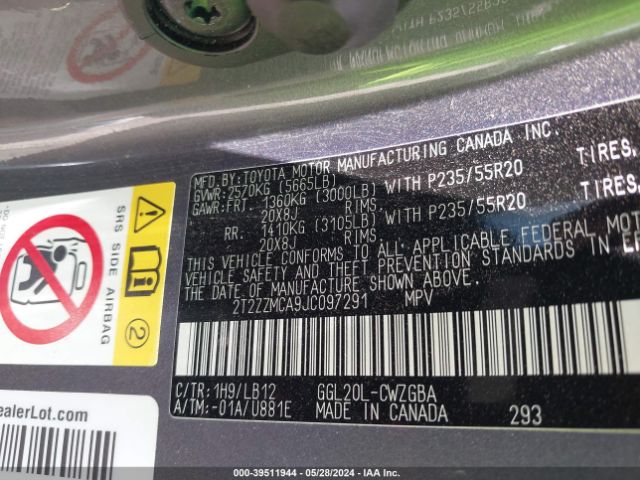 MFD. BY: TOYOTA MOTOR MANUFACTURING CANADA INC.
GVWR: 2570KG (5665LB)
GAWR: FRT. 1360KG (3000LB) WITH P235/55R20 TIRES,
20X8J RIMS,
RR. 1410KG (3105LB) WITH P235/55R20 TIRES,
20X8J RIMS,
THIS VEHICLE CONFORMS TO ALL APPLICABLE FEDERAL MOTOR
VEHICLE SAFETY AND THEFT PREVENTION STANDARDS IN
THE DATE OF MANUFACTURE SHOWN ABOVE.
2T2ZZMCA9JC097291 MPV
C/TR: 1H9/LB12 GGL20L-CWZGBA
A/TM: -01A/U881E MADE IN CANADA 293
SRS SIDE AIRBAG
2
ealerLot.com
000-39511944 / 05/28/2024 - IAA Inc.